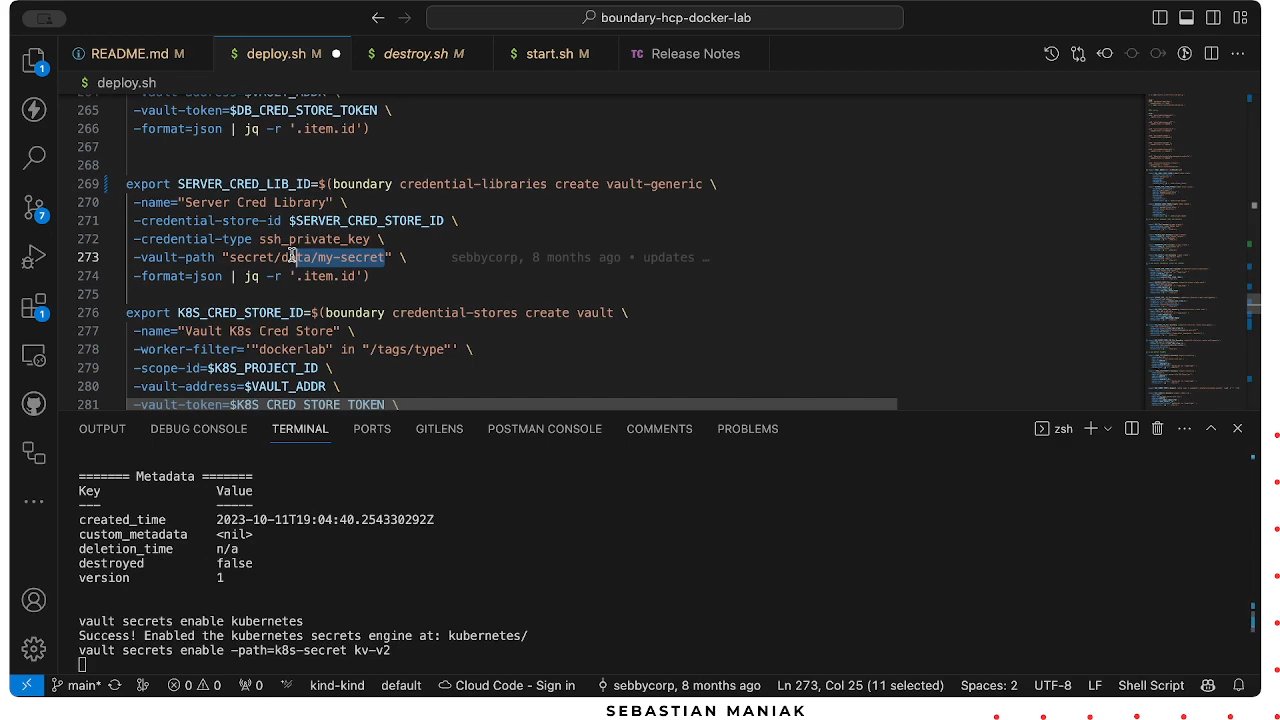 boundary-hcp-docker-lab
README.md M
$ deploy.sh M
$ destroy.sh M
$ start.sh M
TC Release Notes
$ deploy.sh
265 -vault-token=$DB_CRED_STORE_TOKEN \
266 -format=json | jq -r '.item.id')
267
268
269 export SERVER_CRED_LIB_ID=$(boundary credential-libraries create vault-generic \
270 -name="Server Cred Library" \
271 -credential-store-id $SERVER_CRED_STORE_ID \
272 -credential-type ssh_private_key \
273 -vault-path "secret/data/my-secret" \ sebbycorp, 8 months ago • updates …
274 -format=json | jq -r '.item.id')
295
276 export K8S_CRED_STORE_ID=$(boundary credential-stores create vault \
277 -name="Vault K8s Cred Store" \
278 -worker-filter='"dockerlab" in "/tags/type"' \
279 -scope-id=$K8S_PROJECT_ID \
280 -vault-address=$VAULT_ADDR \
281 -vault-token=$K8S_CRED_STORE_TOKEN \
1
7
1
OUTPUT DEBUG CONSOLE TERMINAL PORTS GITLENS POSTMAN CONSOLE COMMENTS PROBLEMS
zsh
======= Metadata =======
Key Value
--- -----
created_time 2023-10-11T19:04:40.254330292Z
custom_metadata <nil>
deletion_time n/a
destroyed false
version 1
vault secrets enable kubernetes
Success! Enabled the kubernetes secrets engine at: kubernetes/
vault secrets enable -path=k8s-secret kv-v2
main* 0 0 0 kind-kind default Cloud Code - Sign in sebbycorp, 8 months ago Ln 273, Col 25 (11 selected) Spaces: 2 UTF-8 LF Shell Script
SEBASTIAN MANIAK